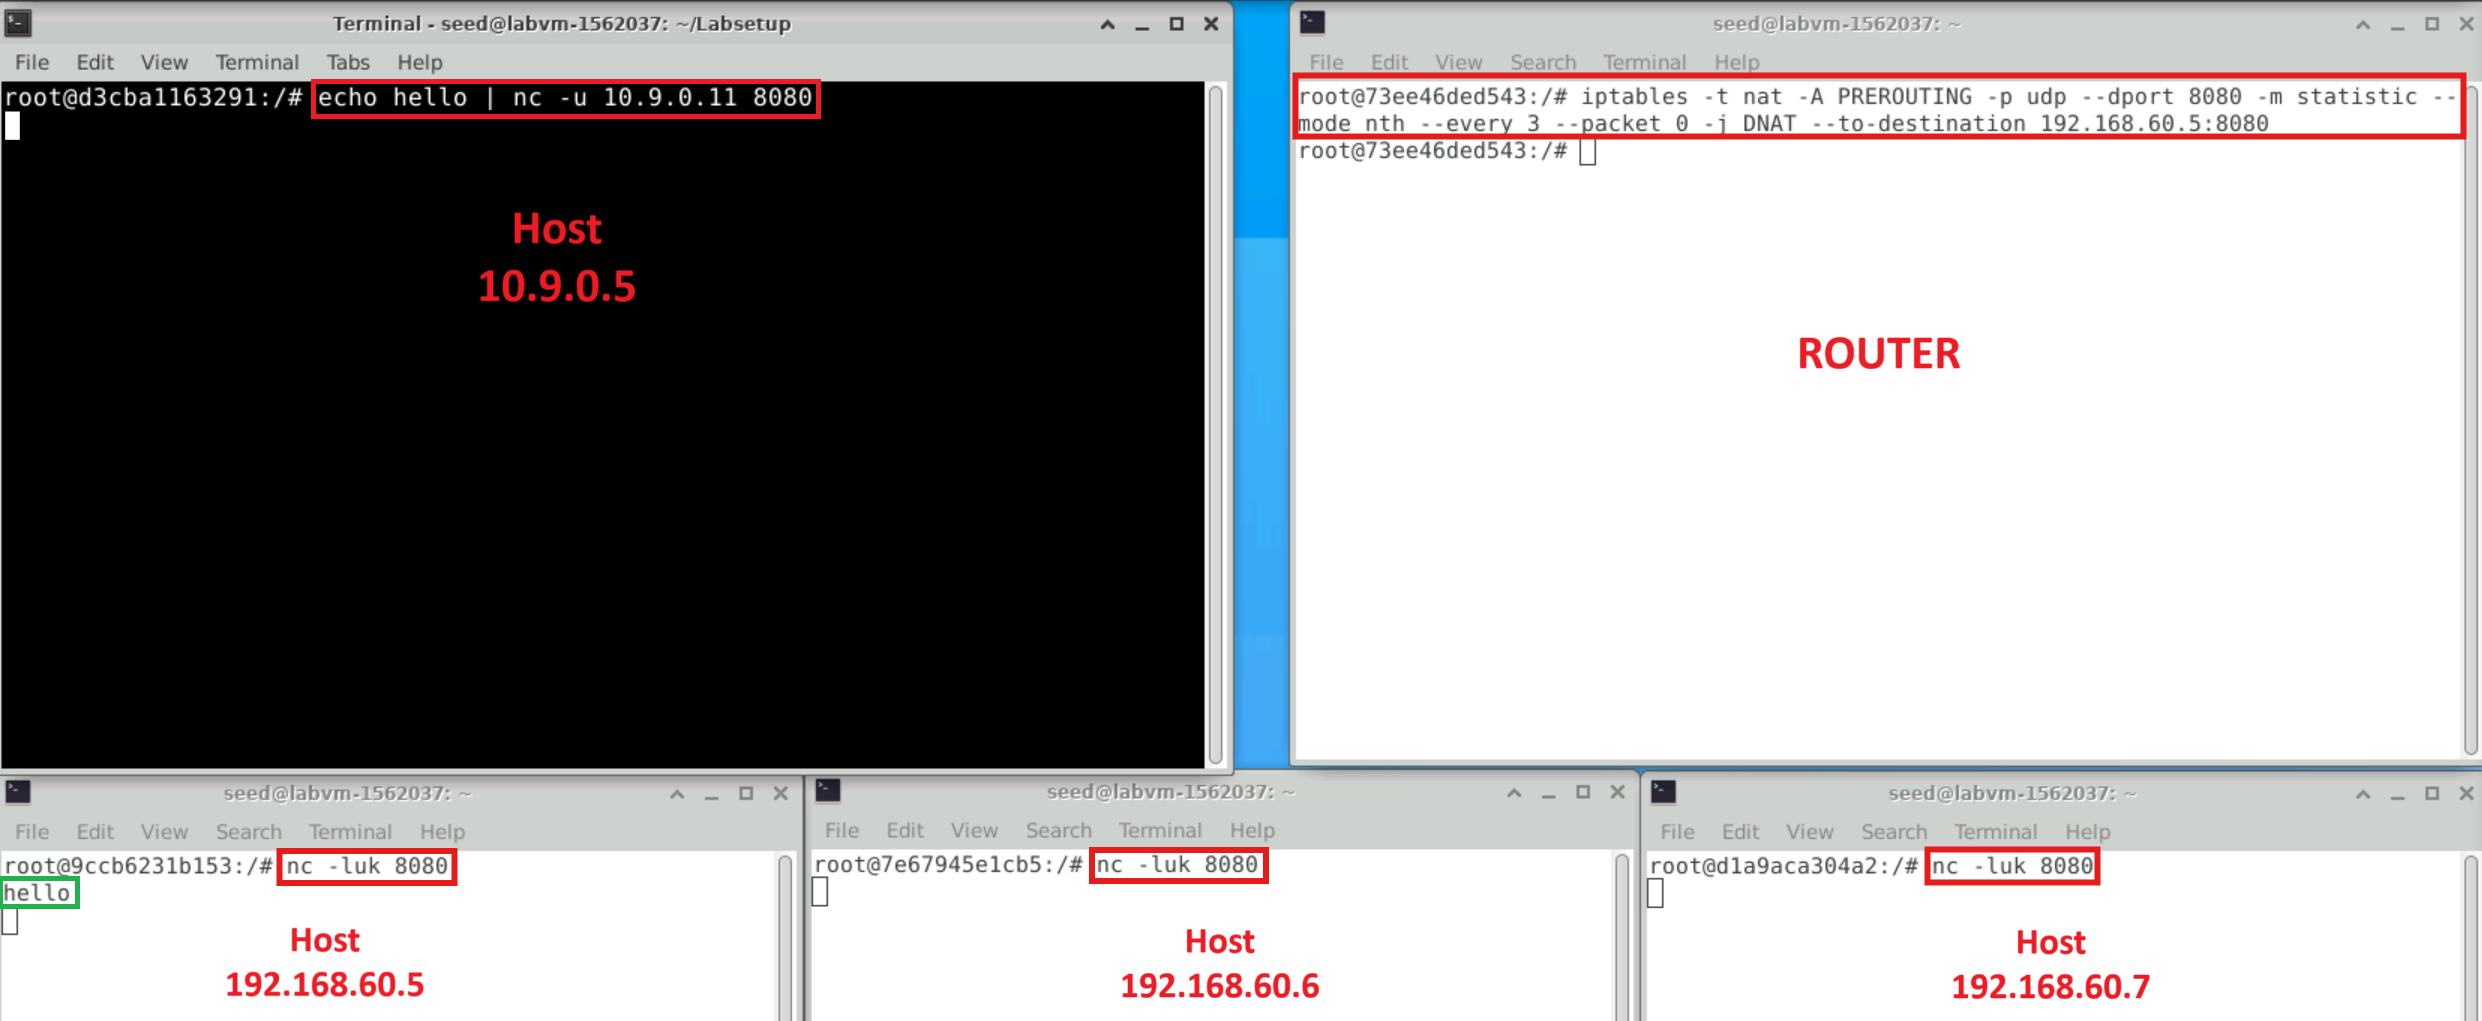 Terminal - seed@labvm-1562037: ~/Labsetup
File Edit View Terminal Tabs Help
root@d3cba1163291:/# echo hello | nc -u 10.9.0.11 8080
Host
10.9.0.5
seed@labvm-1562037: ~
File Edit View Search Terminal Help
root@73ee46ded543:/# iptables -t nat -A PREROUTING -p udp --dport 8080 -m statistic --
mode nth --every 3 --packet 0 -j DNAT --to-destination 192.168.60.5:8080
root@73ee46ded543:/#
ROUTER
seed@labvm-1562037: ~
File Edit View Search Terminal Help
root@9ccb6231b153:/# nc -luk 8080
hello
Host
192.168.60.5
seed@labvm-1562037: ~
File Edit View Search Terminal Help
root@7e67945e1cb5:/# nc -luk 8080
Host
192.168.60.6
seed@labvm-1562037: ~
File Edit View Search Terminal Help
root@d1a9aca304a2:/# nc -luk 8080
Host
192.168.60.7